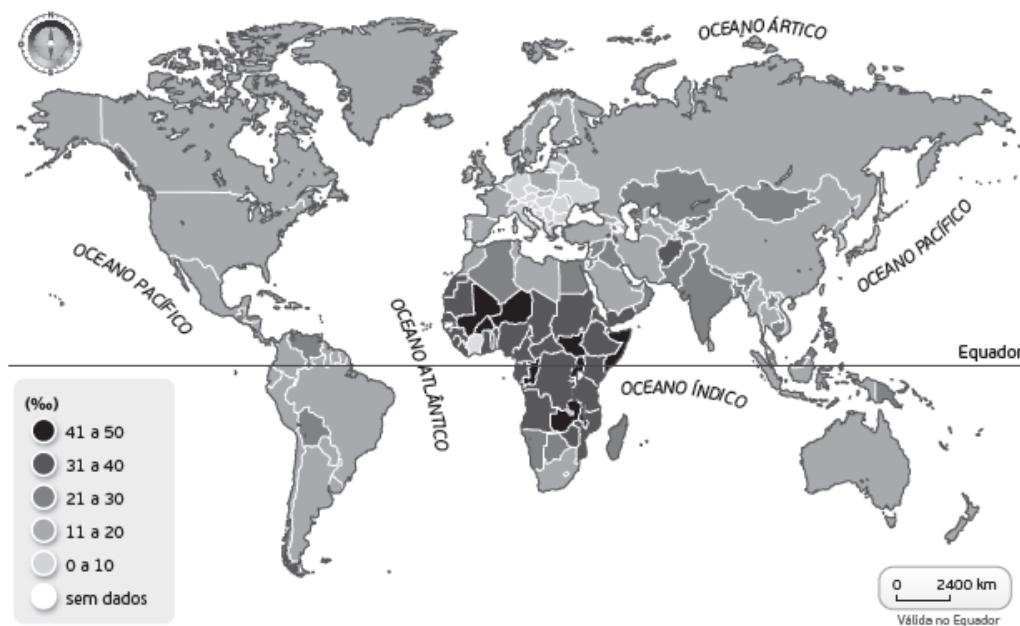 OCEANO ÁRTICO
OCEANO PACÍFICO
OCEANO ATLÂNTICO
OCEANO PACÍFICO
Equador
OCEANO ÍNDICO
(‰)
41 a 50
31 a 40
21 a 30
11 a 20
0 a 10
sem dados
0 2400 km
Válida no Equador